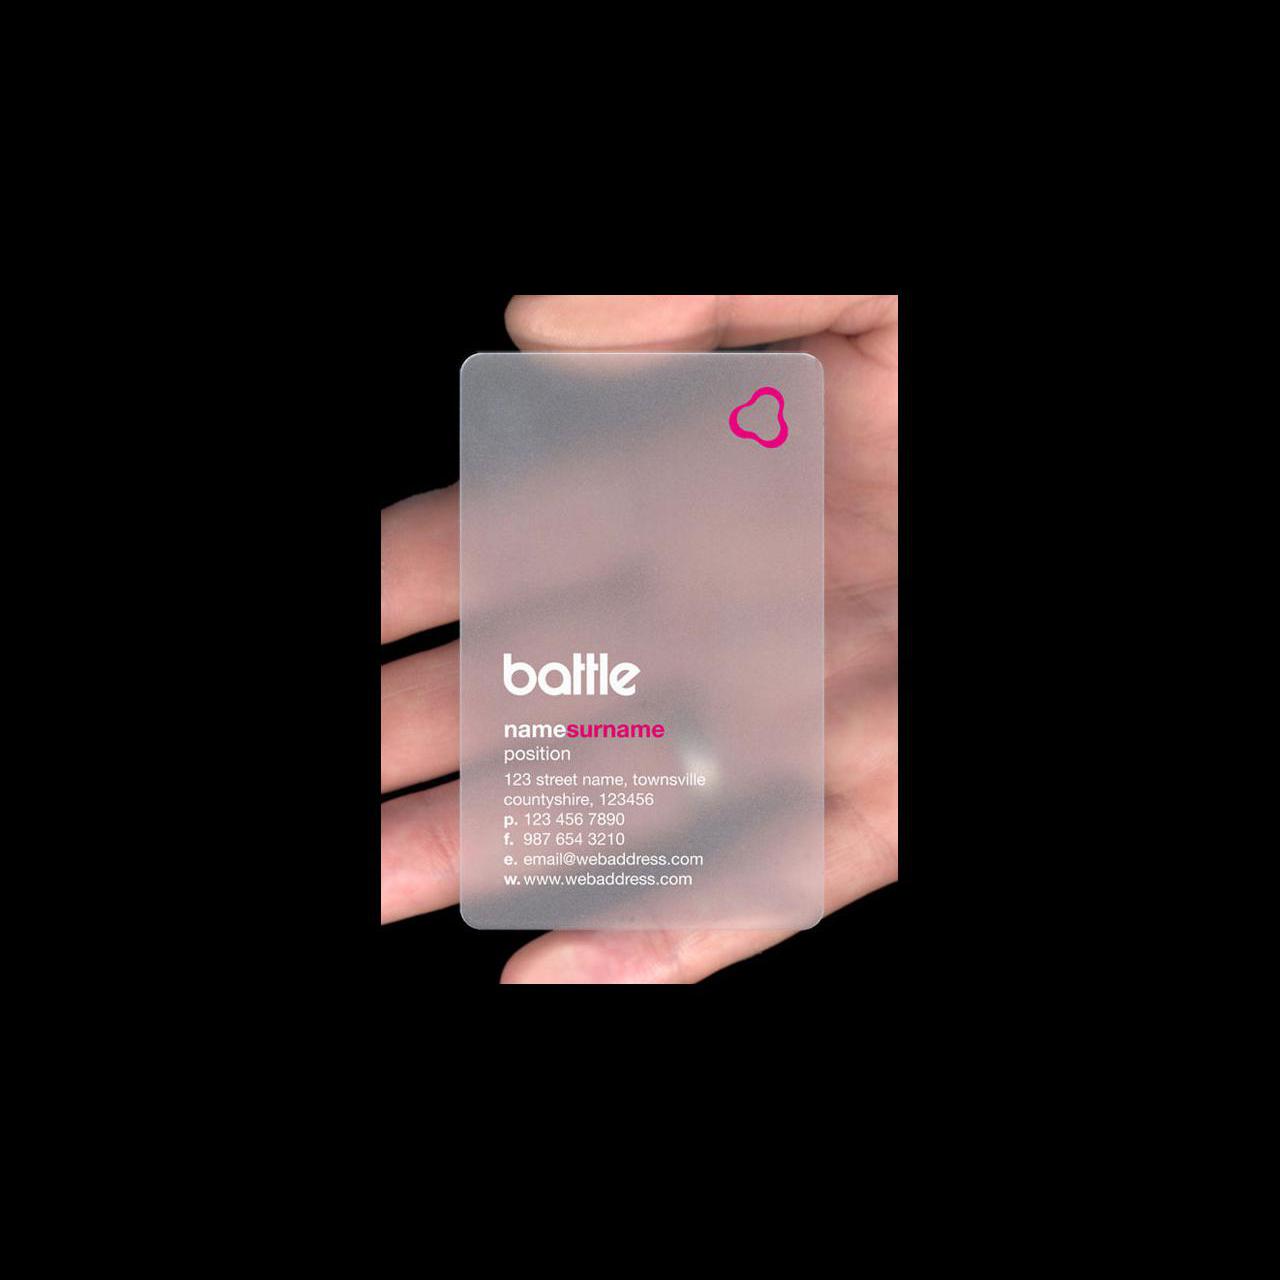 battle
namesurname
position
123 street name, townsville
countyshire, 123456
p. 123 456 7890
f. 987 654 3210
e. email@webaddress.com
w. www.webaddress.com